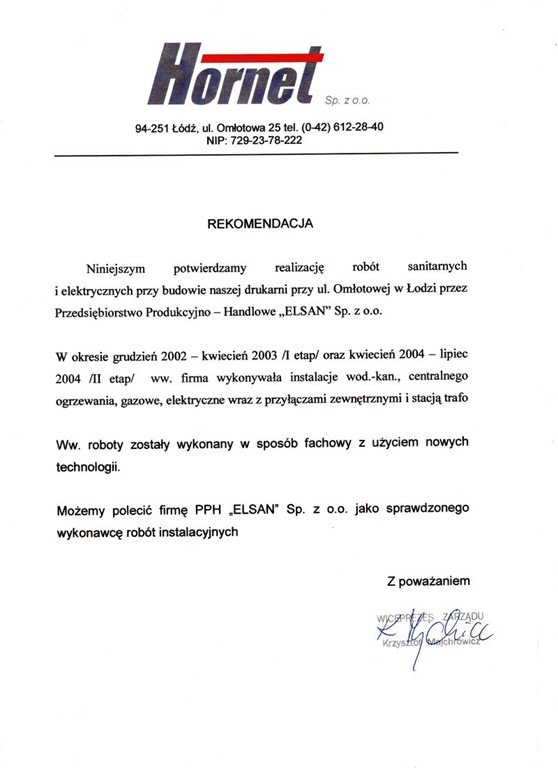 Hornet Sp. z o.o.
94-251 Łódź, ul. Omłotowa 25 tel. (0-42) 612-28-40
NIP: 729-23-78-222
REKOMENDACJA
Niniejszym potwierdzamy realizację robót sanitarnych
i elektrycznych przy budowie naszej drukarni przy ul. Omłotowej w Łodzi przez
Przedsiębiorstwo Produkcyjno – Handlowe „ELSAN” Sp. z o.o.
W okresie grudzień 2002 – kwiecień 2003 /I etap/ oraz kwiecień 2004 – lipiec
2004 /II etap/ ww. firma wykonywała instalacje wod.-kan., centralnego
ogrzewania, gazowe, elektryczne wraz z przyłączami zewnętrznymi i stacją trafo
Ww. roboty zostały wykonany w sposób fachowy z użyciem nowych
technologii.
Możemy polecić firmę PPH „ELSAN” Sp. z o.o. jako sprawdzonego
wykonawcę robót instalacyjnych
Z poważaniem
WICEPREZES ZARZĄDU
Krzysztof Majchrowicz